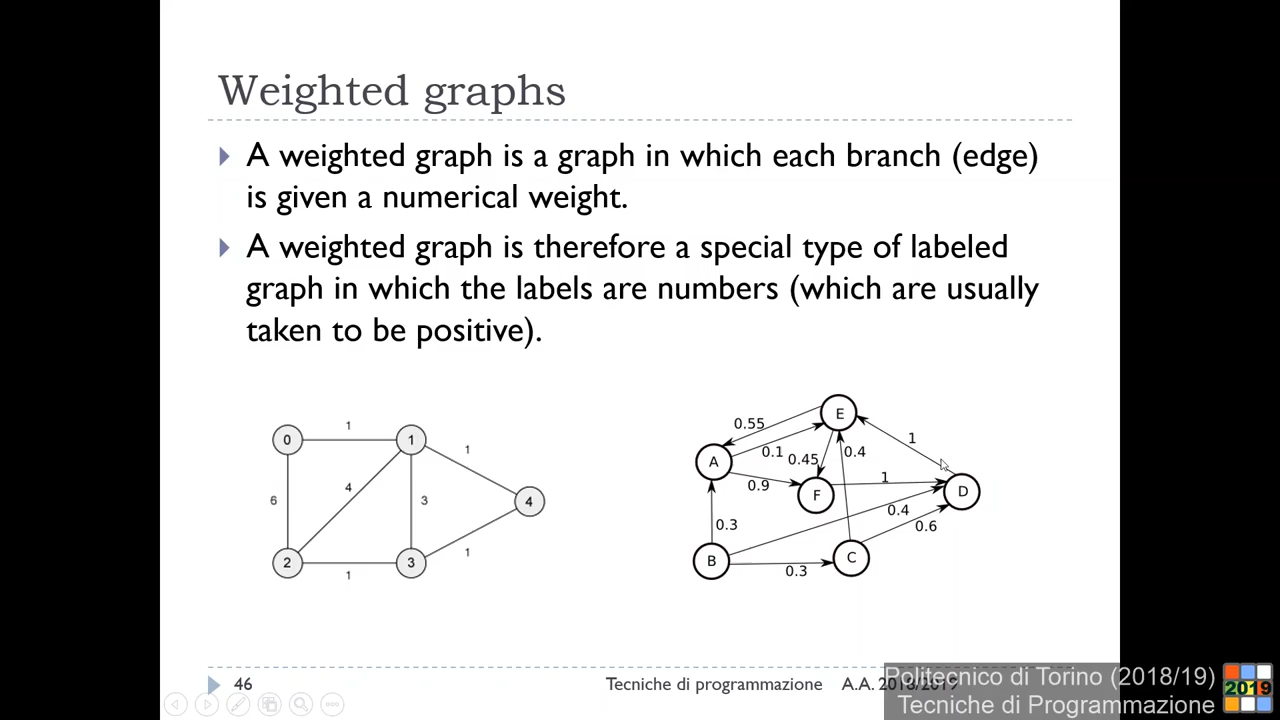 Weighted graphs
A weighted graph is a graph in which each branch (edge)
is given a numerical weight.
A weighted graph is therefore a special type of labeled
graph in which the labels are numbers (which are usually
taken to be positive).
0
1
1
1
6
4
3
4
2
1
3
1
E
0.55
A
0.1
0.45
0.4
1
0.9
F
1
D
0.3
0.4
0.6
B
0.3
C
46
Tecniche di programmazione A.A. 2018/2019
Politecnico di Torino (2018/19)
Tecniche di Programmazione
2019